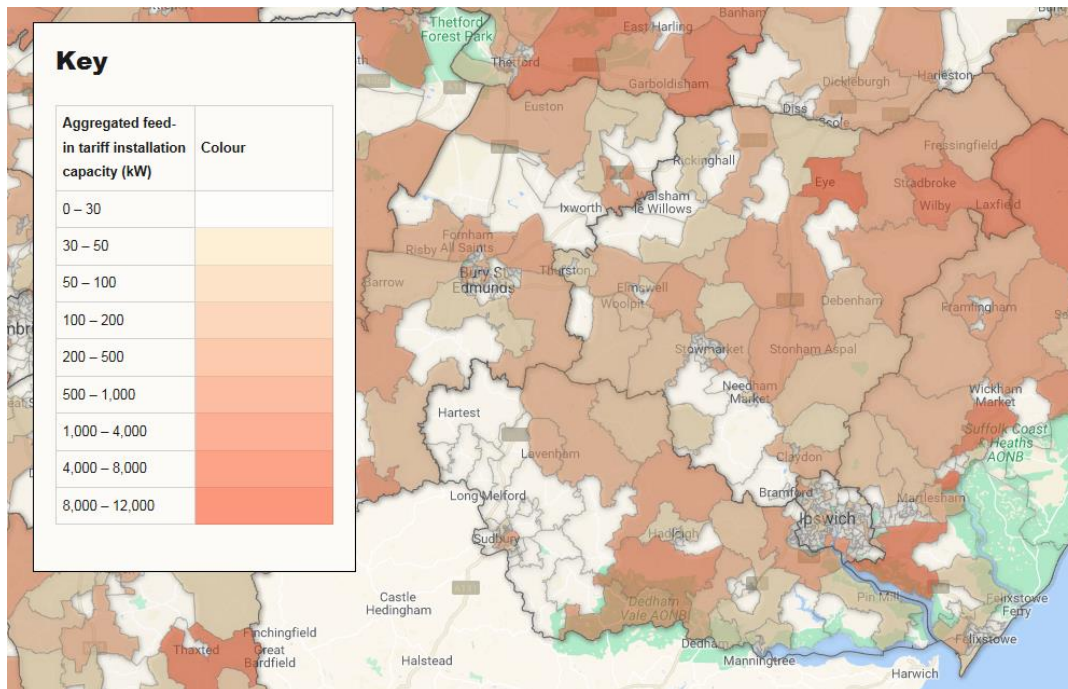 Key
Aggregated feed-
in tariff installation
capacity (kW)
Colour
0 – 30
30 – 50
50 – 100
100 – 200
200 – 500
500 – 1,000
1,000 – 4,000
4,000 – 8,000
8,000 – 12,000
Thetford
Forest Park
East Harling
Banham
Thetford
Garboldisham
Dickleburgh
Harleston
Euston
Diss
Scole
Fressingfield
Rickinghall
Eye
Stradbroke
Wilby
Laxfield
Ixworth
Walsham
le Willows
Fornham
All Saints
Risby
Barrow
Bury St
Edmunds
Thurston
Elmswell
Woolpit
Debenham
Framlingham
Stowmarket
Stonham Aspal
Needham
Market
Wickham
Market
Hartest
Suffolk Coast
& Heaths
AONB
Lavenham
Claydon
Long Melford
Bramford
Martlesham
Ipswich
Sudbury
Hadleigh
Castle
Hedingham
Dedham
Vale AONB
Pin Mill
Felixstowe
Ferry
Finchingfield
Thaxted
Great
Bardfield
Halstead
Dedham
Manningtree
Felixstowe
Harwich